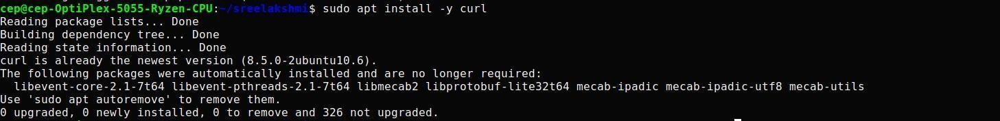 cep@cep-OptiPlex-5055-Ryzen-CPU:~/sreelakshmi$ sudo apt install -y curl
Reading package lists... Done
Building dependency tree... Done
Reading state information... Done
curl is already the newest version (8.5.0-2ubuntu10.6).
The following packages were automatically installed and are no longer required:
  libevent-core-2.1-7t64 libevent-pthreads-2.1-7t64 libmecab2 libprotobuf-lite32t64 mecab-ipadic mecab-ipadic-utf8 mecab-utils
Use 'sudo apt autoremove' to remove them.
0 upgraded, 0 newly installed, 0 to remove and 326 not upgraded.